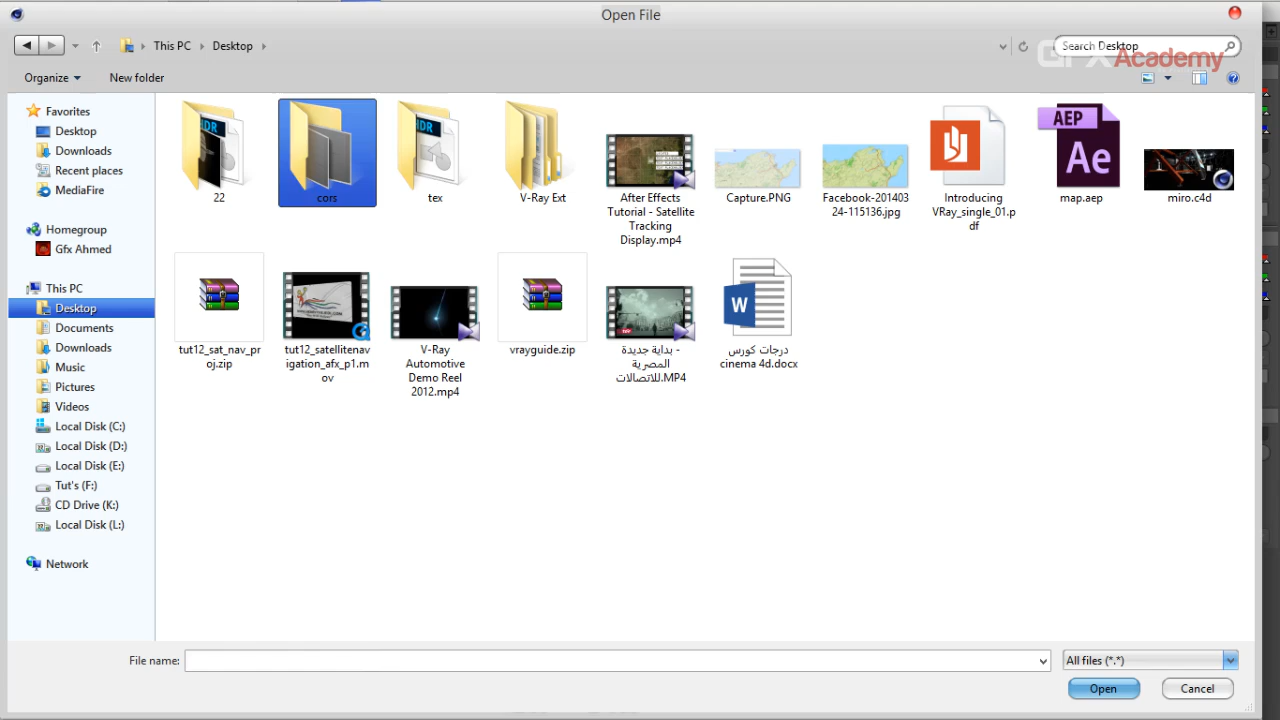 Open File
This PC
Desktop
Search Desktop
GFX Academy
Organize
New folder
Favorites
Desktop
Downloads
Recent places
MediaFire
Homegroup
Gfx Ahmed
This PC
Desktop
Documents
Downloads
Music
Pictures
Videos
Local Disk (C:)
Local Disk (D:)
Local Disk (E:)
Tut's (F:)
CD Drive (K:)
Local Disk (L:)
Network
22
cors
tex
V-Ray Ext
After Effects
Tutorial - Satellite
Tracking
Display.mp4
Capture.PNG
Facebook-201403
24-115136.jpg
Introducing
VRay_single_01.p
df
AEP
Ae
map.aep
miro.c4d
tut12_sat_nav_pr
oj.zip
tut12_satellitenav
igation_afx_p1.m
ov
V-Ray
Automotive
Demo Reel
2012.mp4
vrayguide.zip
بداية جديدة -
المصرية
للاتصالات.MP4
درجات كورس
cinema 4d.docx
File name:
All files (*.*)
Open
Cancel